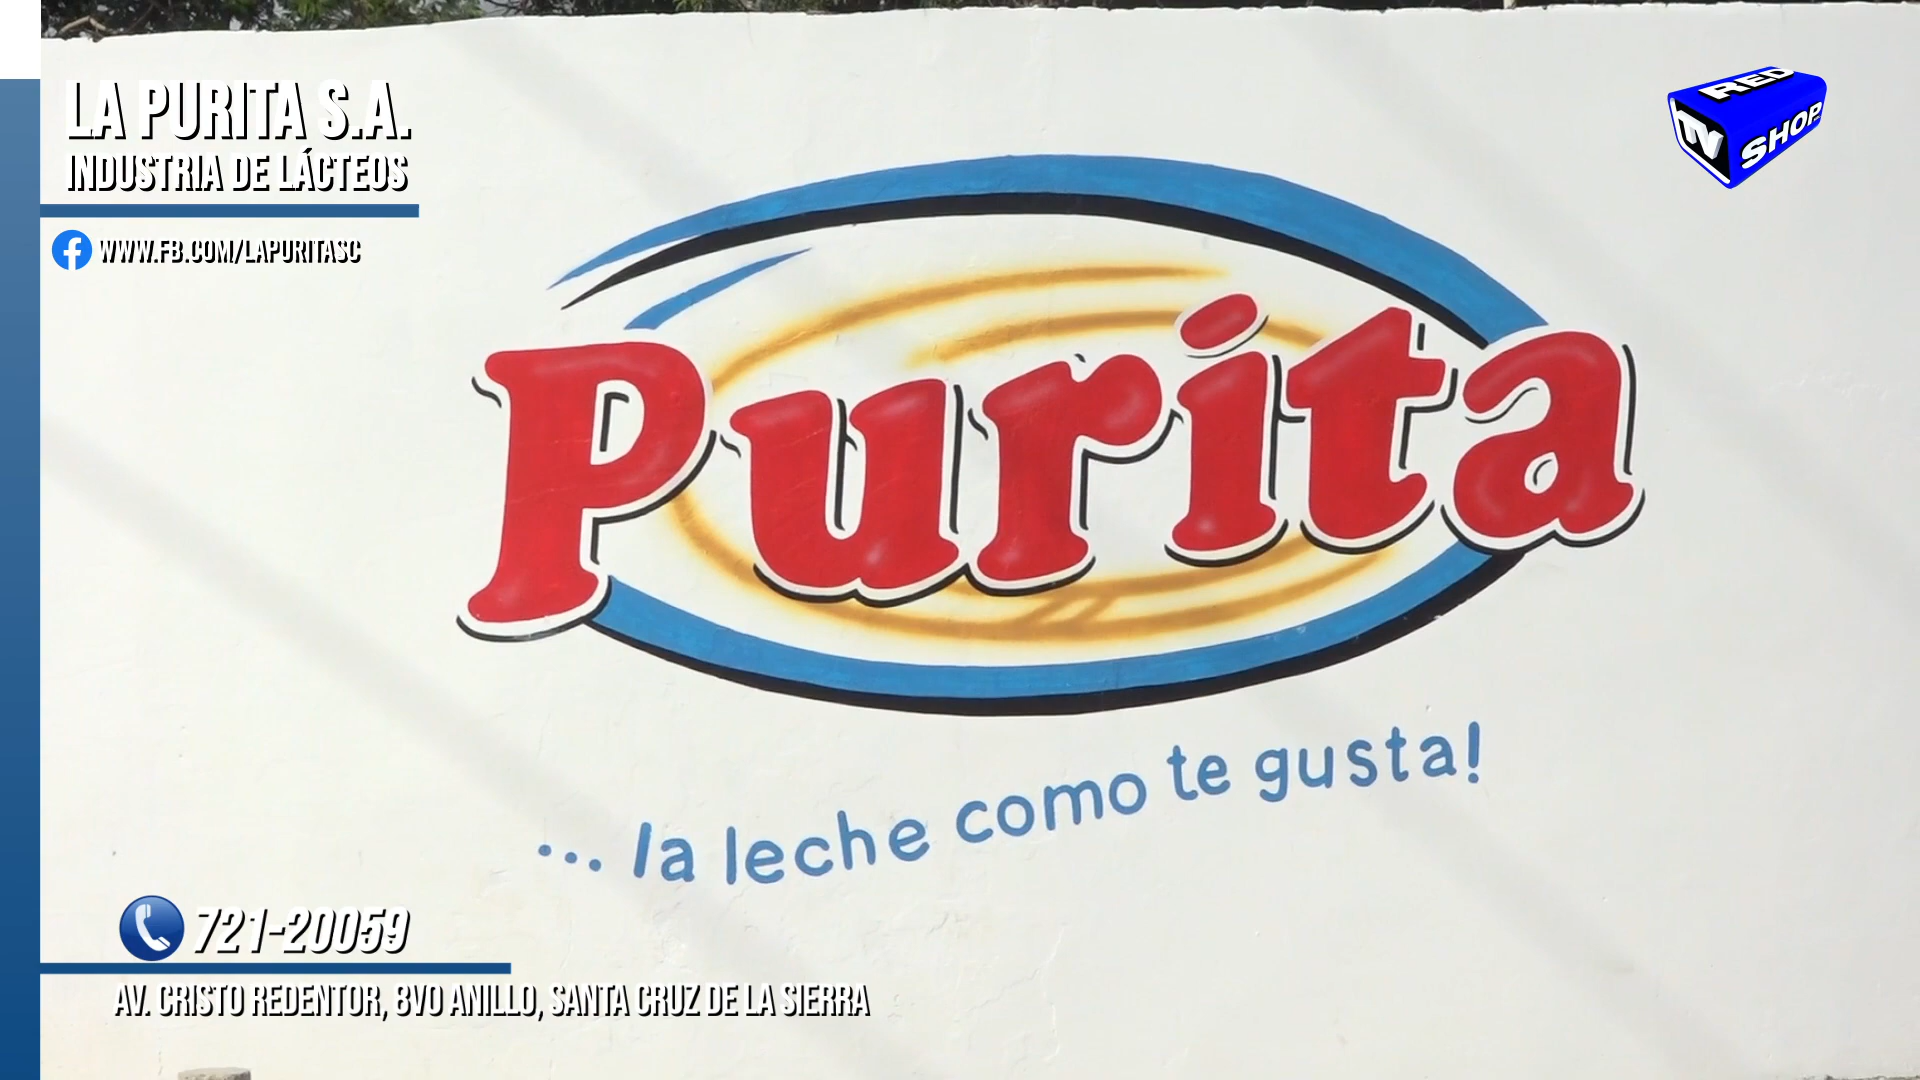 LA PURITA S.A.
INDUSTRIA DE LÁCTEOS
WWW.FB.COM/LAPURITASC
RED
TV SHOP
Purita
... la leche como te gusta!
721-20059
AV. CRISTO REDENTOR, 8VO ANILLO, SANTA CRUZ DE LA SIERRA